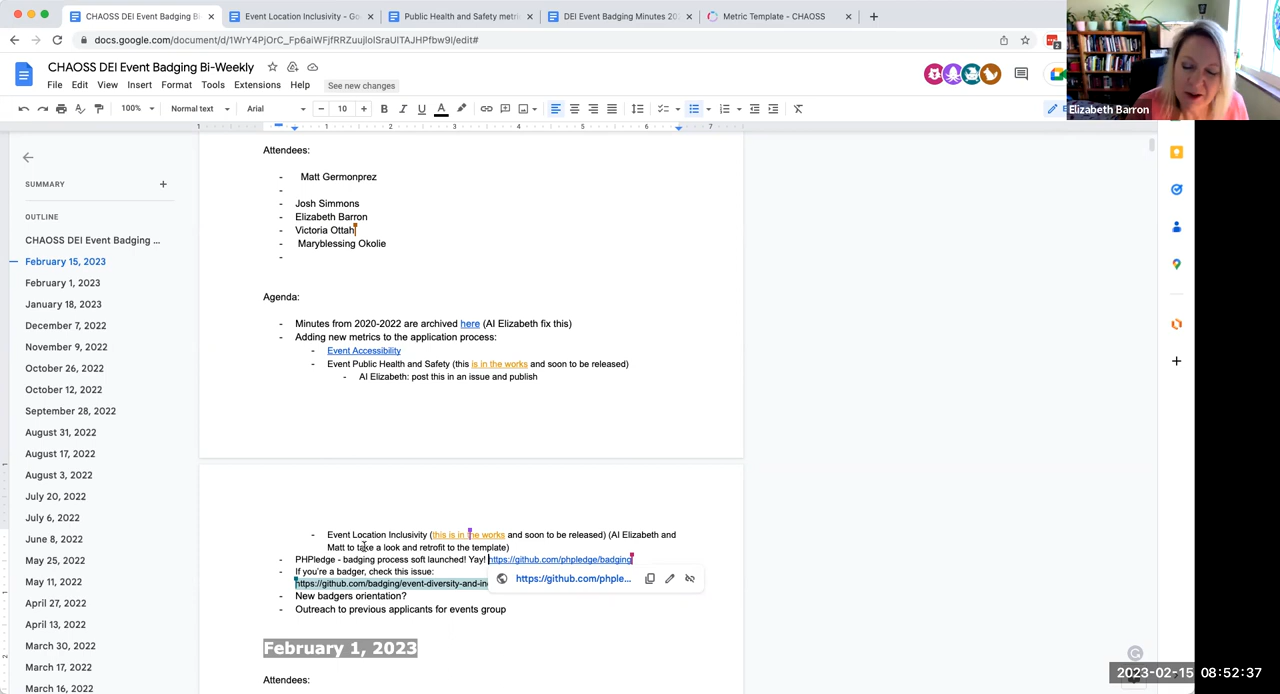 CHAOSS DEI Event Badging Bi
Event Location Inclusivity - Go
Public Health and Safety metri
DEI Event Badging Minutes 202
Metric Template - CHAOSS
docs.google.com/document/d/1WrY4PjOrC_Fp6aiWFjfRRZuujloISraUlTAJHPfbw9I/edit#
2
CHAOSS DEI Event Badging Bi-Weekly
File Edit View Insert Format Tools Extensions Help See new changes
100% Normal text Arial 10
Elizabeth Barron
1 1 2 3 4 5 6 7
SUMMARY
OUTLINE
CHAOSS DEI Event Badging ...
February 15, 2023
February 1, 2023
January 18, 2023
December 7, 2022
November 9, 2022
October 26, 2022
October 12, 2022
September 28, 2022
August 31, 2022
August 17, 2022
August 3, 2022
July 20, 2022
July 6, 2022
June 8, 2022
May 25, 2022
May 11, 2022
April 27, 2022
April 13, 2022
March 30, 2022
March 17, 2022
March 16, 2022
Attendees:
- Matt Germonprez
-
- Josh Simmons
- Elizabeth Barron
- Victoria Ottah
- Maryblessing Okolie
-
Agenda:
- Minutes from 2020-2022 are archived here (AI Elizabeth fix this)
- Adding new metrics to the application process:
- Event Accessibility
- Event Public Health and Safety (this is in the works and soon to be released)
- AI Elizabeth: post this in an issue and publish
- Event Location Inclusivity (this is in the works and soon to be released) (AI Elizabeth and
Matt to take a look and retrofit to the template)
- PHPledge - badging process soft launched! Yay! https://github.com/phpledge/badging
- If you're a badger, check this issue:
https://github.com/badging/event-diversity-and-in
https://github.com/phple...
- New badgers orientation?
- Outreach to previous applicants for events group
February 1, 2023
Attendees:
2023-02-15 08:52:37